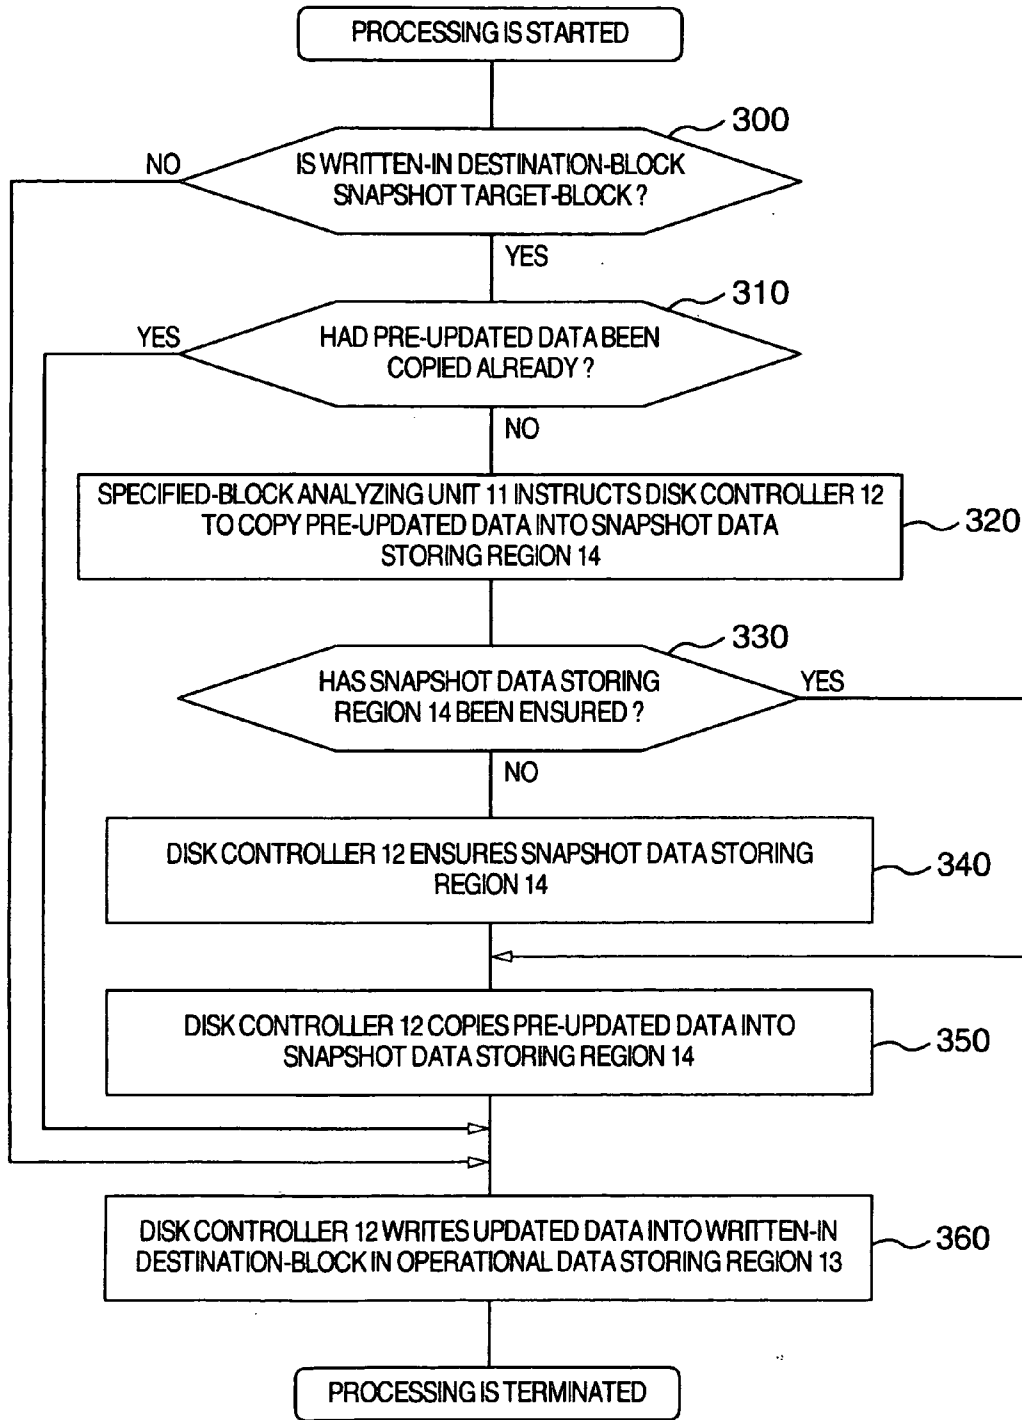 PROCESSING IS STARTED
300
NO
IS WRITTEN-IN DESTINATION-BLOCK
SNAPSHOT TARGET-BLOCK ?
YES
310
YES
HAD PRE-UPDATED DATA BEEN
COPIED ALREADY ?
NO
SPECIFIED-BLOCK ANALYZING UNIT 11 INSTRUCTS DISK CONTROLLER 12
TO COPY PRE-UPDATED DATA INTO SNAPSHOT DATA
STORING REGION 14
320
330
HAS SNAPSHOT DATA STORING
REGION 14 BEEN ENSURED ?
YES
NO
DISK CONTROLLER 12 ENSURES SNAPSHOT DATA STORING
REGION 14
340
DISK CONTROLLER 12 COPIES PRE-UPDATED DATA INTO
SNAPSHOT DATA STORING REGION 14
350
DISK CONTROLLER 12 WRITES UPDATED DATA INTO WRITTEN-IN
DESTINATION-BLOCK IN OPERATIONAL DATA STORING REGION 13
360
PROCESSING IS TERMINATED